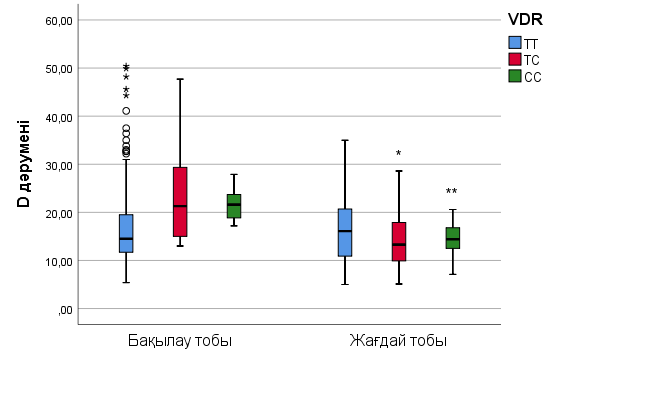 VDR
TT
TC
CC
60,00
50,00
40,00
30,00
20,00
10,00
,00
D дәрумені
*
**
Бақылау тобы
Жағдай тобы